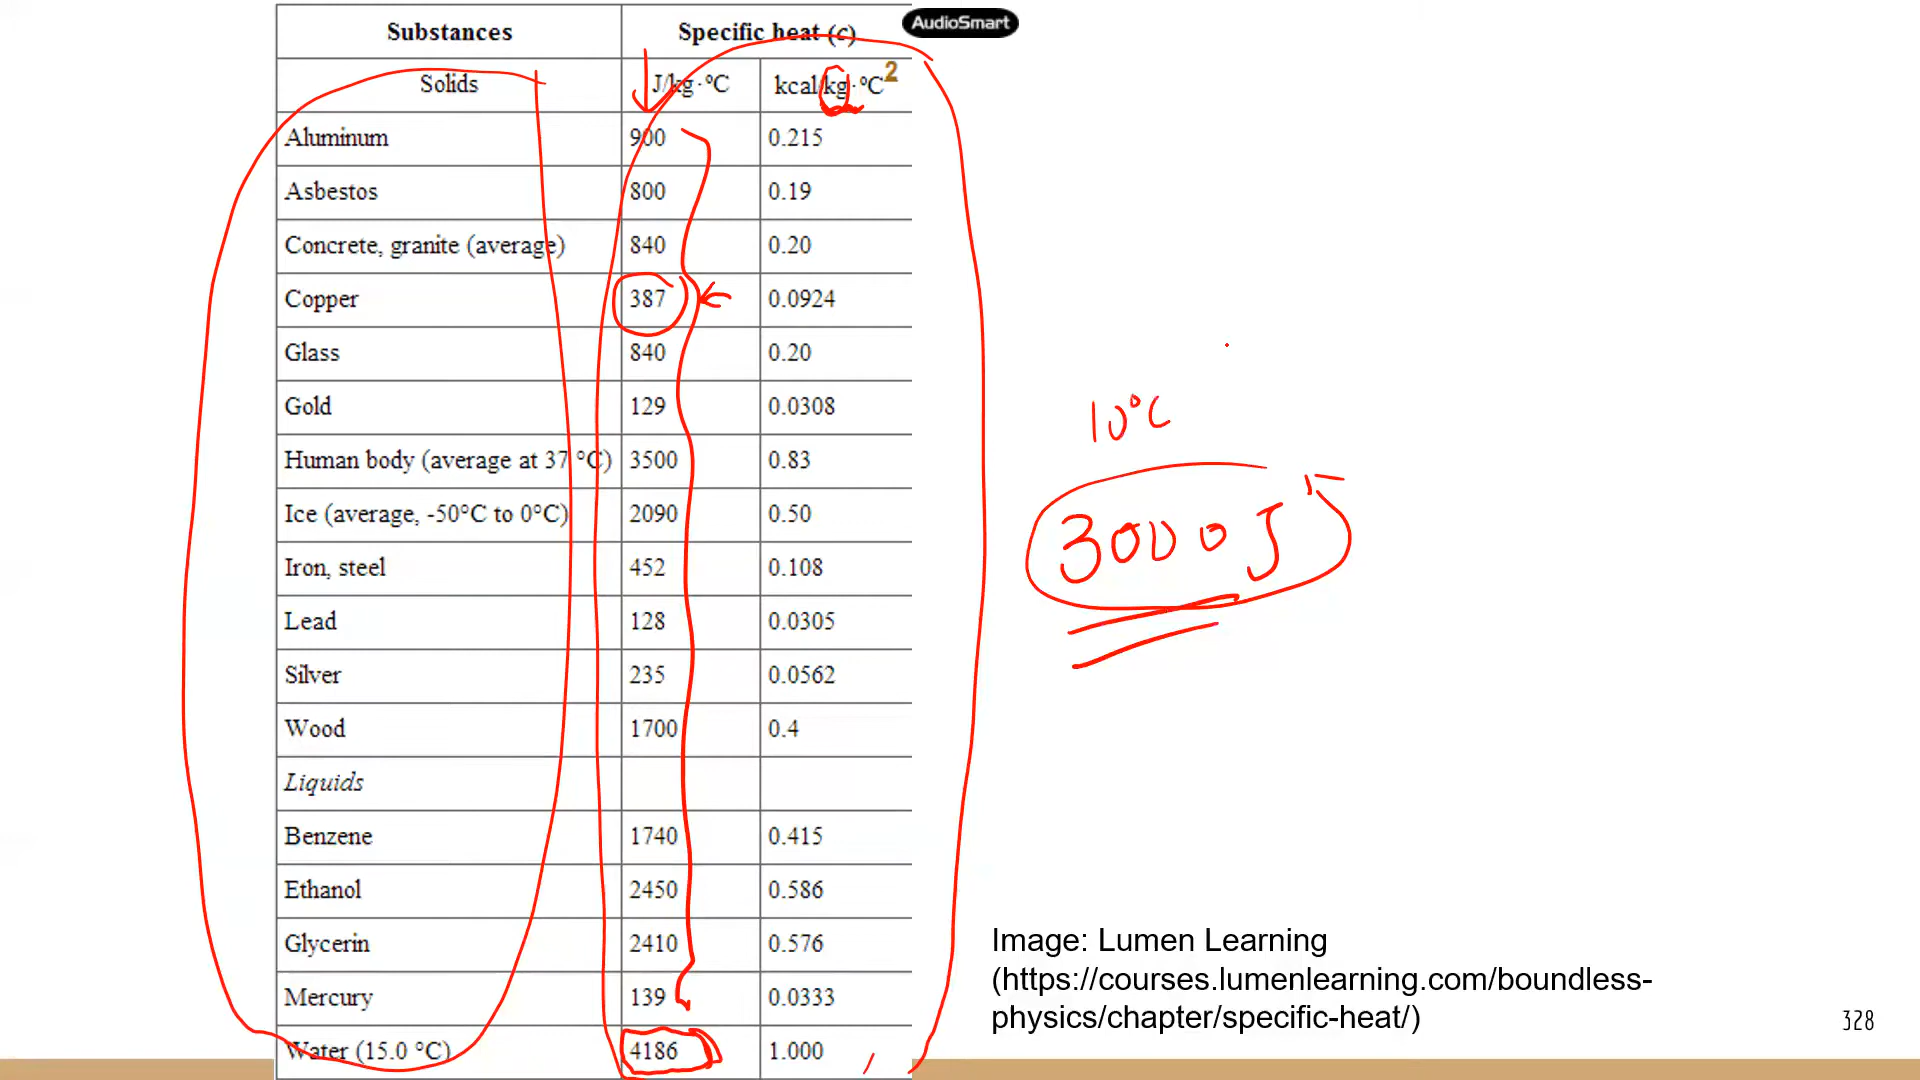 AudioSmart
Substances Specific heat (c)
Solids J/kg·ºC kcal/kg·ºC2
Aluminum 900 0.215
Asbestos 800 0.19
Concrete, granite (average) 840 0.20
Copper 387 0.0924
Glass 840 0.20
Gold 129 0.0308
Human body (average at 37 °C) 3500 0.83
Ice (average, -50°C to 0°C) 2090 0.50
Iron, steel 452 0.108
Lead 128 0.0305
Silver 235 0.0562
Wood 1700 0.4
Liquids
Benzene 1740 0.415
Ethanol 2450 0.586
Glycerin 2410 0.576
Mercury 139 0.0333
Water (15.0 °C) 4186 1.000
10°C
3000 J
Image: Lumen Learning
(https://courses.lumenlearning.com/boundless-
physics/chapter/specific-heat/)
328